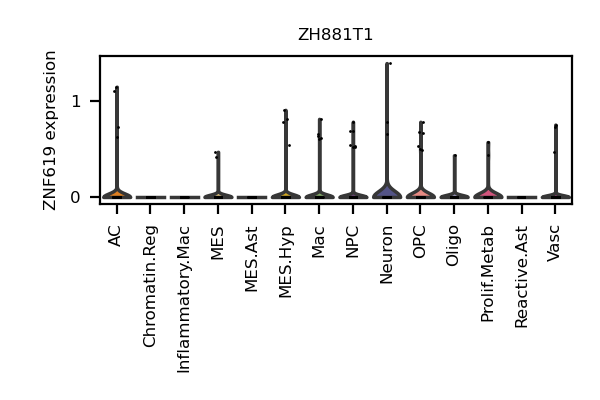 ZH881T1
ZNF619 expression
1
0
AC
Chromatin.Reg
Inflammatory.Mac
MES
MES.Ast
MES.Hyp
Mac
NPC
Neuron
OPC
Oligo
Prolif.Metab
Reactive.Ast
Vasc